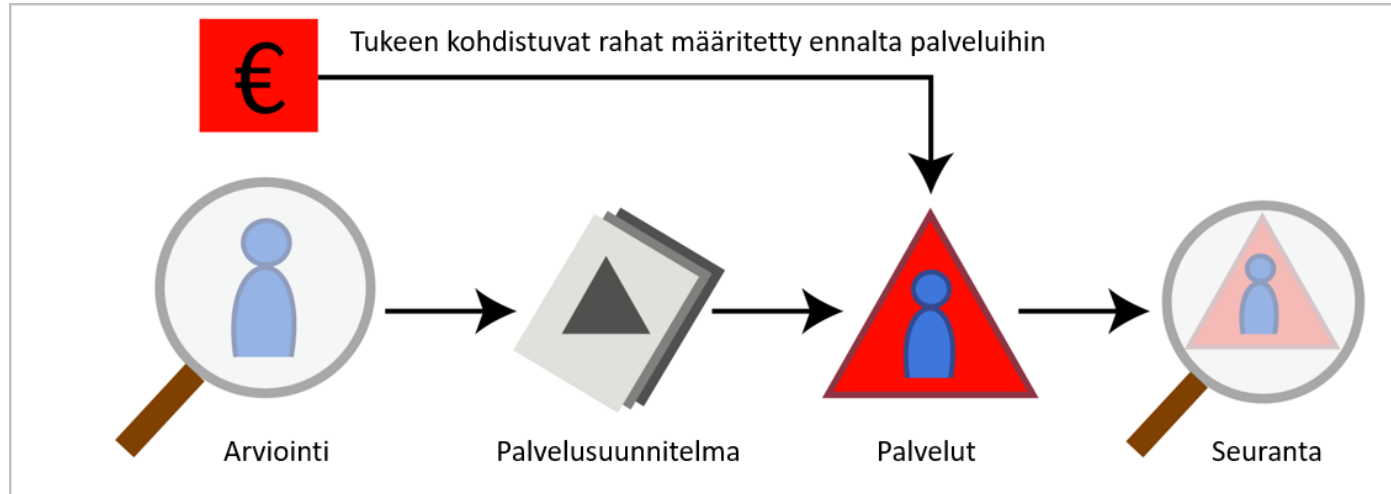 Tukeen kohdistuvat rahat määritetty ennalta palveluihin
€
Arviointi
Palvelusuunnitelma
Palvelut
Seuranta